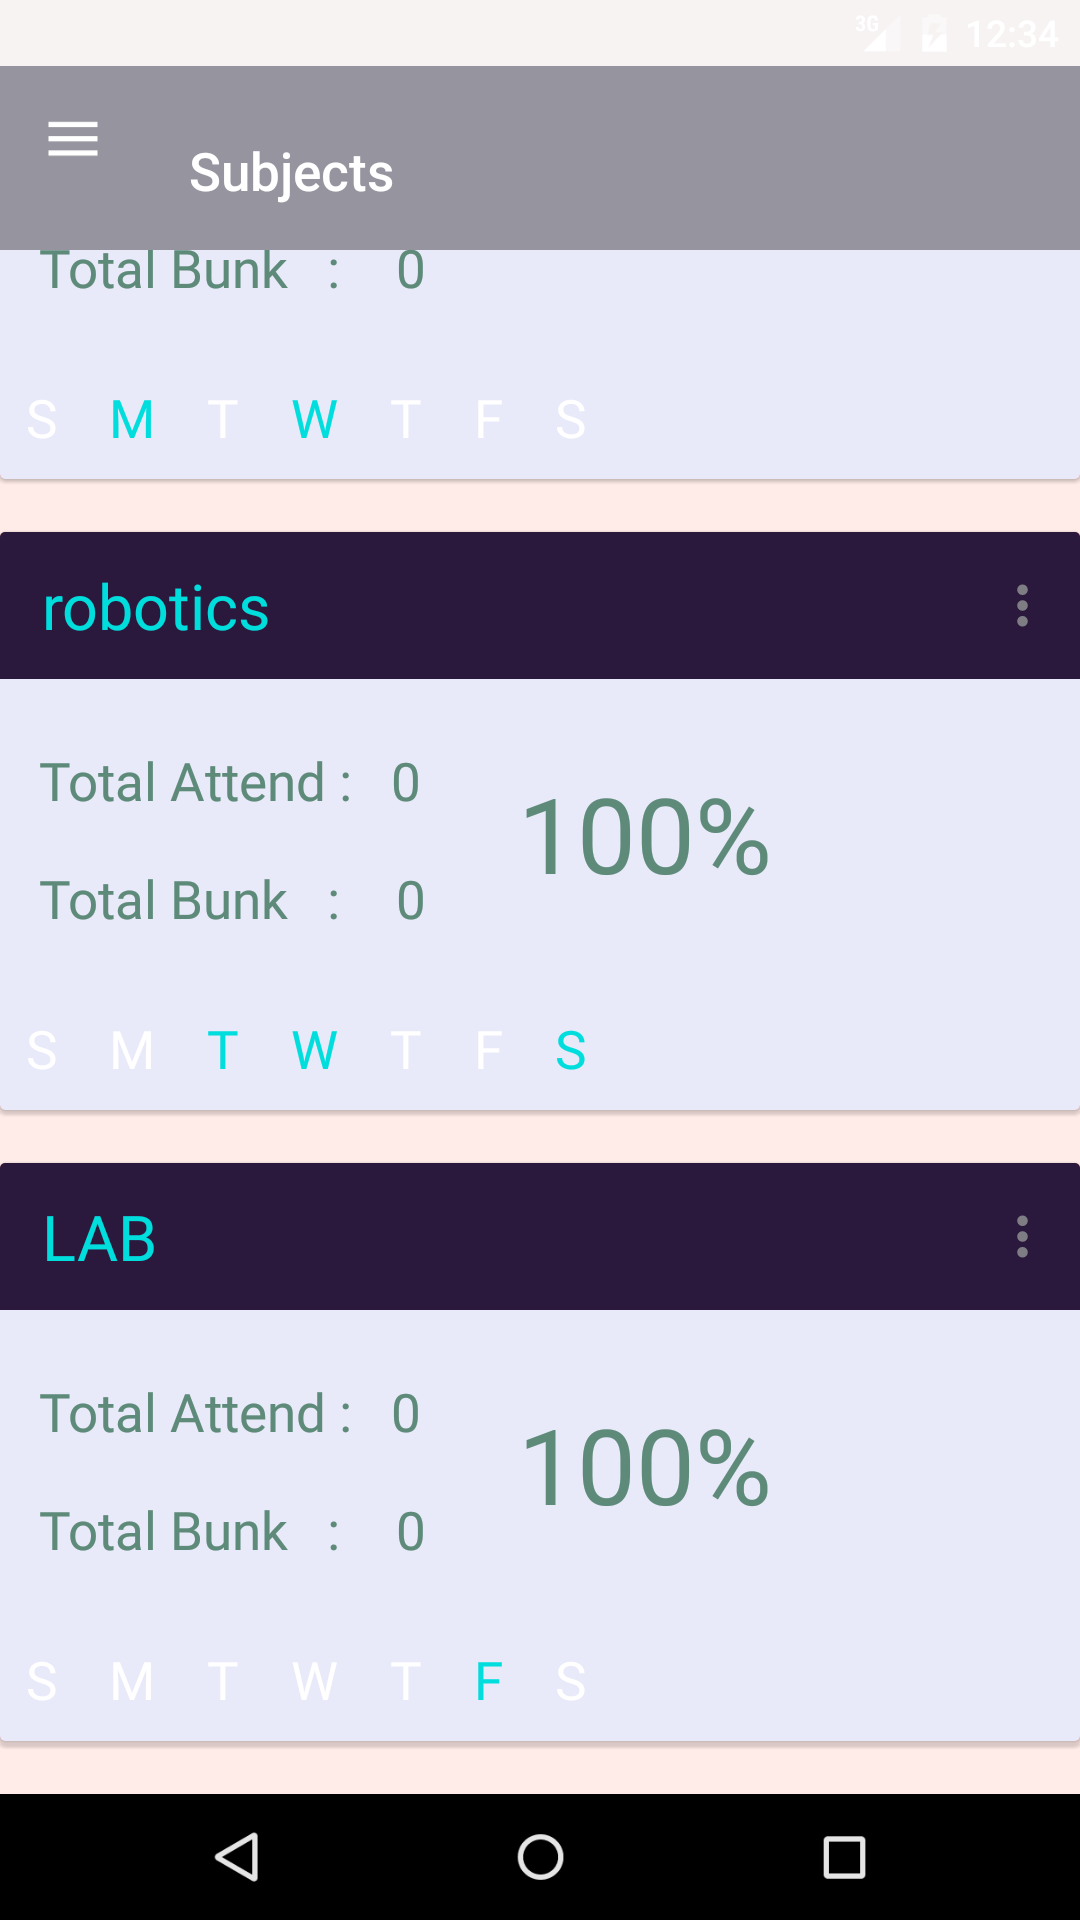 3G 12:34
Subjects
Total Bunk : 0
S M T W T F S
robotics
Total Attend : 0
100%
Total Bunk : 0
S M T W T F S
LAB
Total Attend : 0
100%
Total Bunk : 0
S M T W T F S